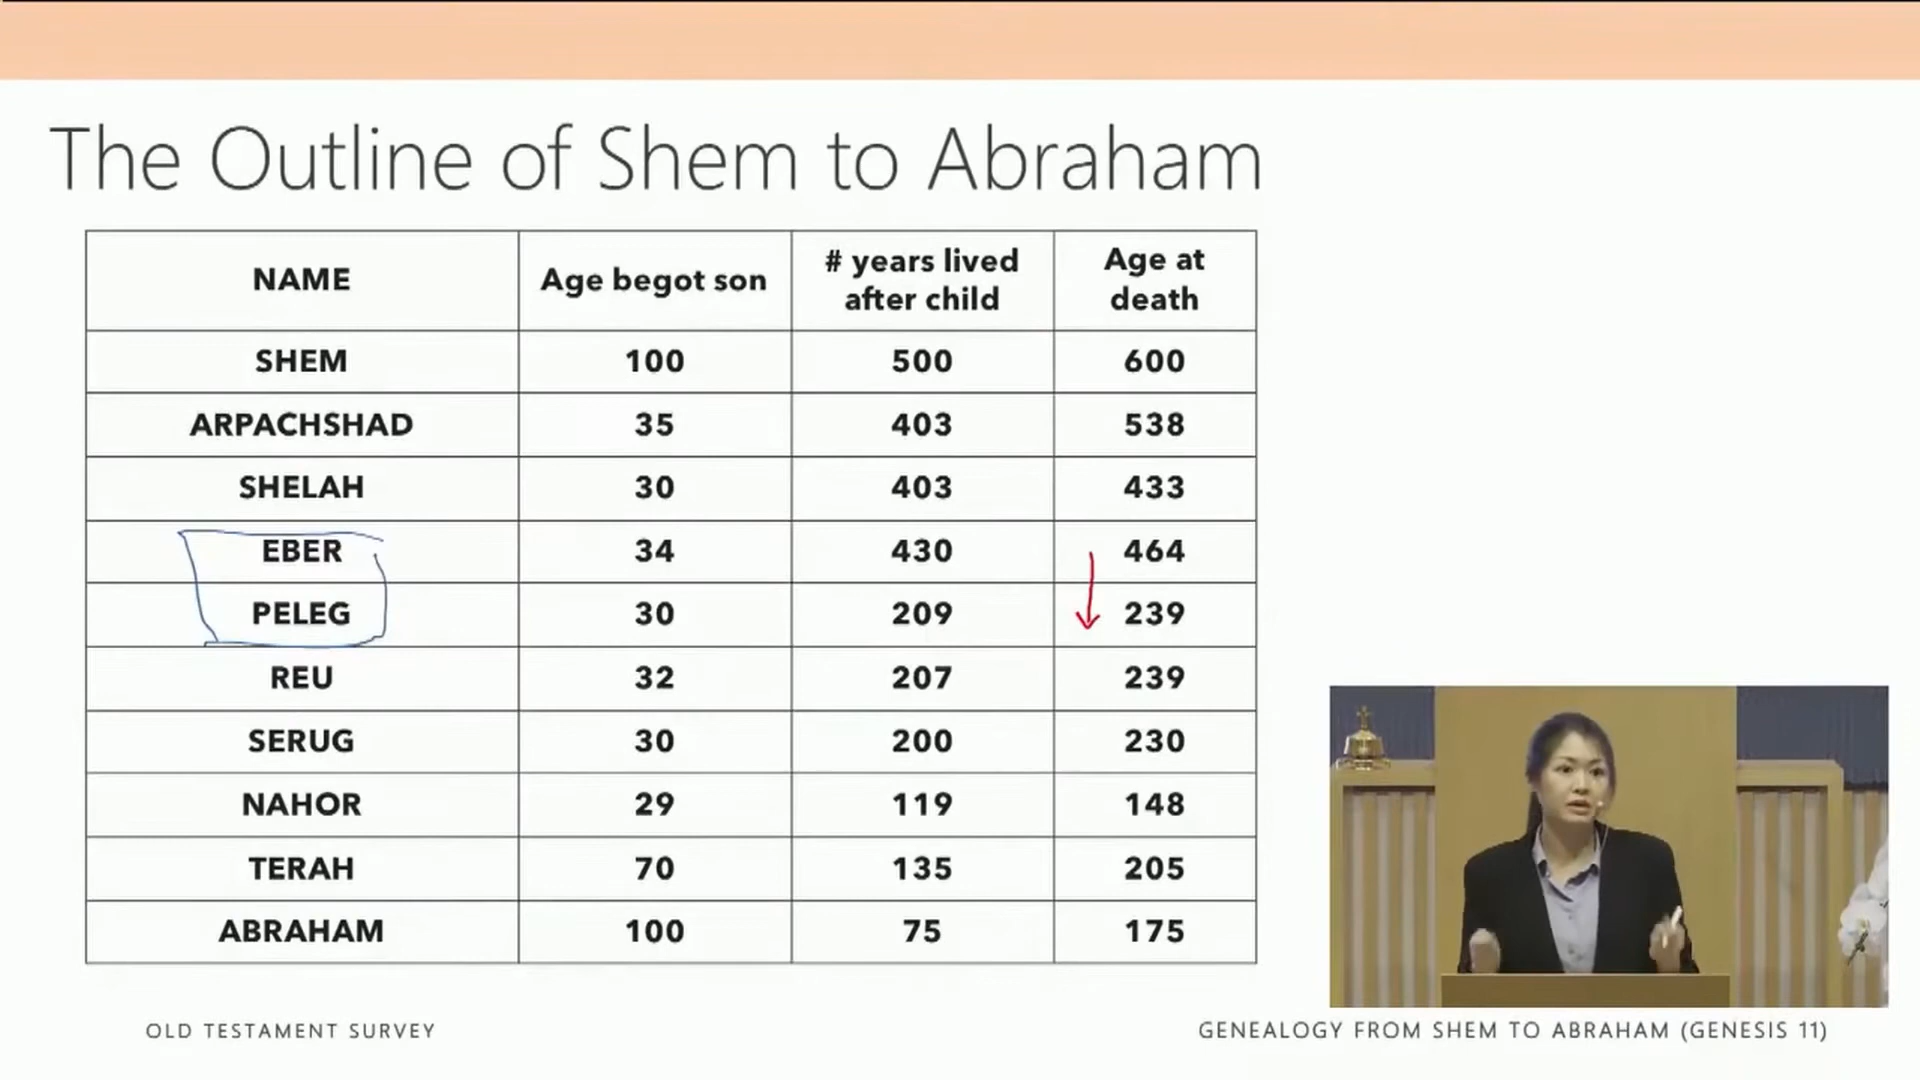 The Outline of Shem to Abraham
NAME Age begot son # years lived after child Age at death
SHEM 100 500 600
ARPACHSHAD 35 403 538
SHELAH 30 403 433
EBER 34 430 464
PELEG 30 209 239
REU 32 207 239
SERUG 30 200 230
NAHOR 29 119 148
TERAH 70 135 205
ABRAHAM 100 75 175
OLD TESTAMENT SURVEY
GENEALOGY FROM SHEM TO ABRAHAM (GENESIS 11)